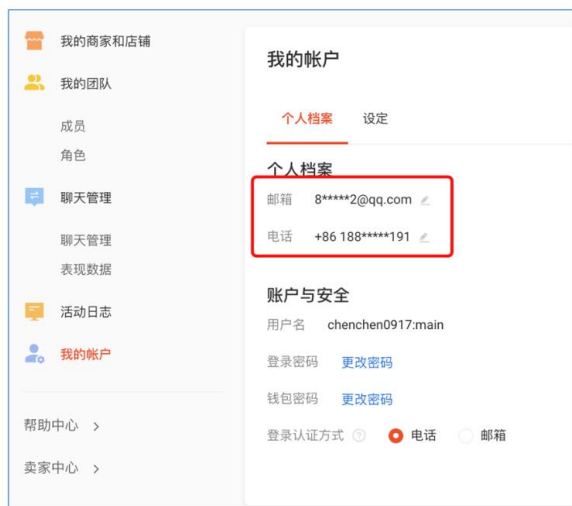 我的商家和店铺
我的团队
成员
角色
聊天管理
聊天管理
表现数据
活动日志
我的帐户
帮助中心 >
卖家中心 >
我的帐户
个人档案 设定
个人档案
邮箱 8*****2@qq.com
电话 +86 188*****191
账户与安全
用户名 chenchen0917:main
登录密码 更改密码
钱包密码 更改密码
登录认证方式 ? 电话 邮箱